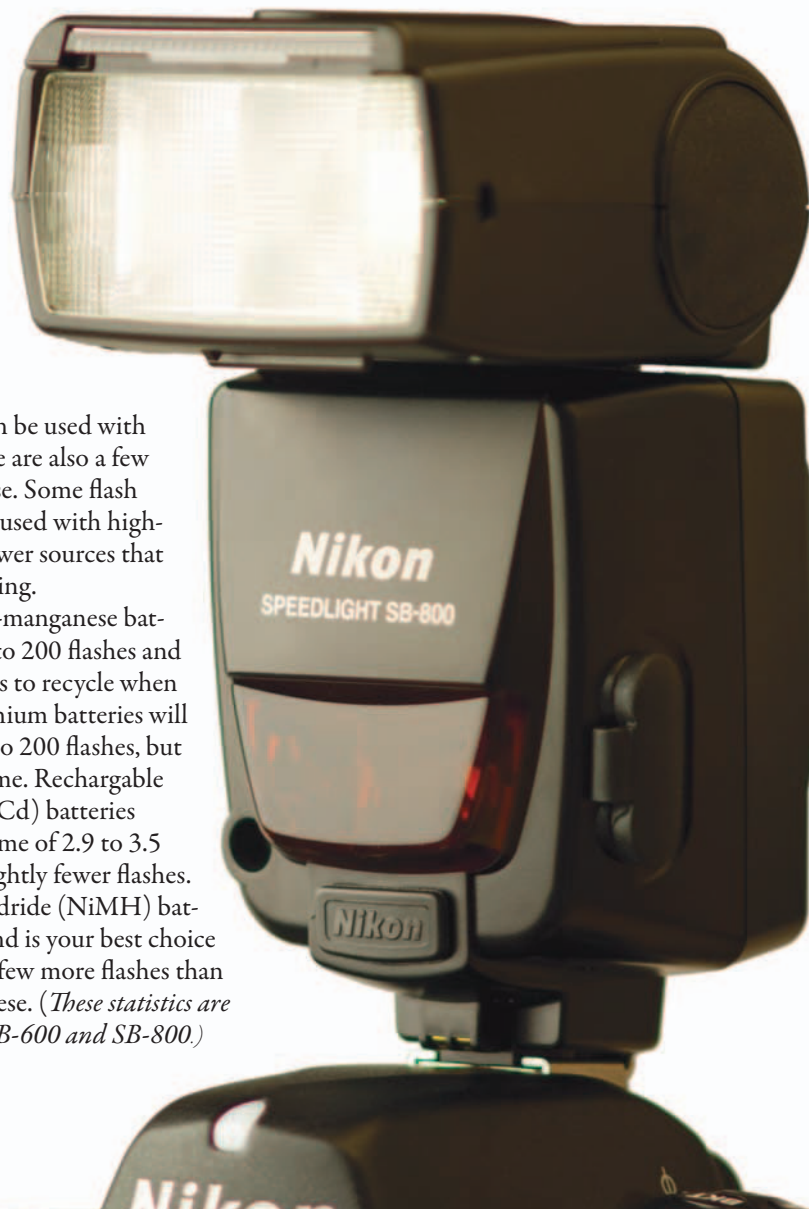 n be used with
e are also a few
se. Some flash
used with high-
wer sources that
ing.
-manganese bat-
to 200 flashes and
s to recycle when
nium batteries will
o 200 flashes, but
me. Rechargable
Cd) batteries
me of 2.9 to 3.5
ghtly fewer flashes.
dride (NiMH) bat-
nd is your best choice
few more flashes than
ese. (These statistics are
B-600 and SB-800.)
Nikon
SPEEDLIGHT SB-800
Nikon
Nikon
BKT